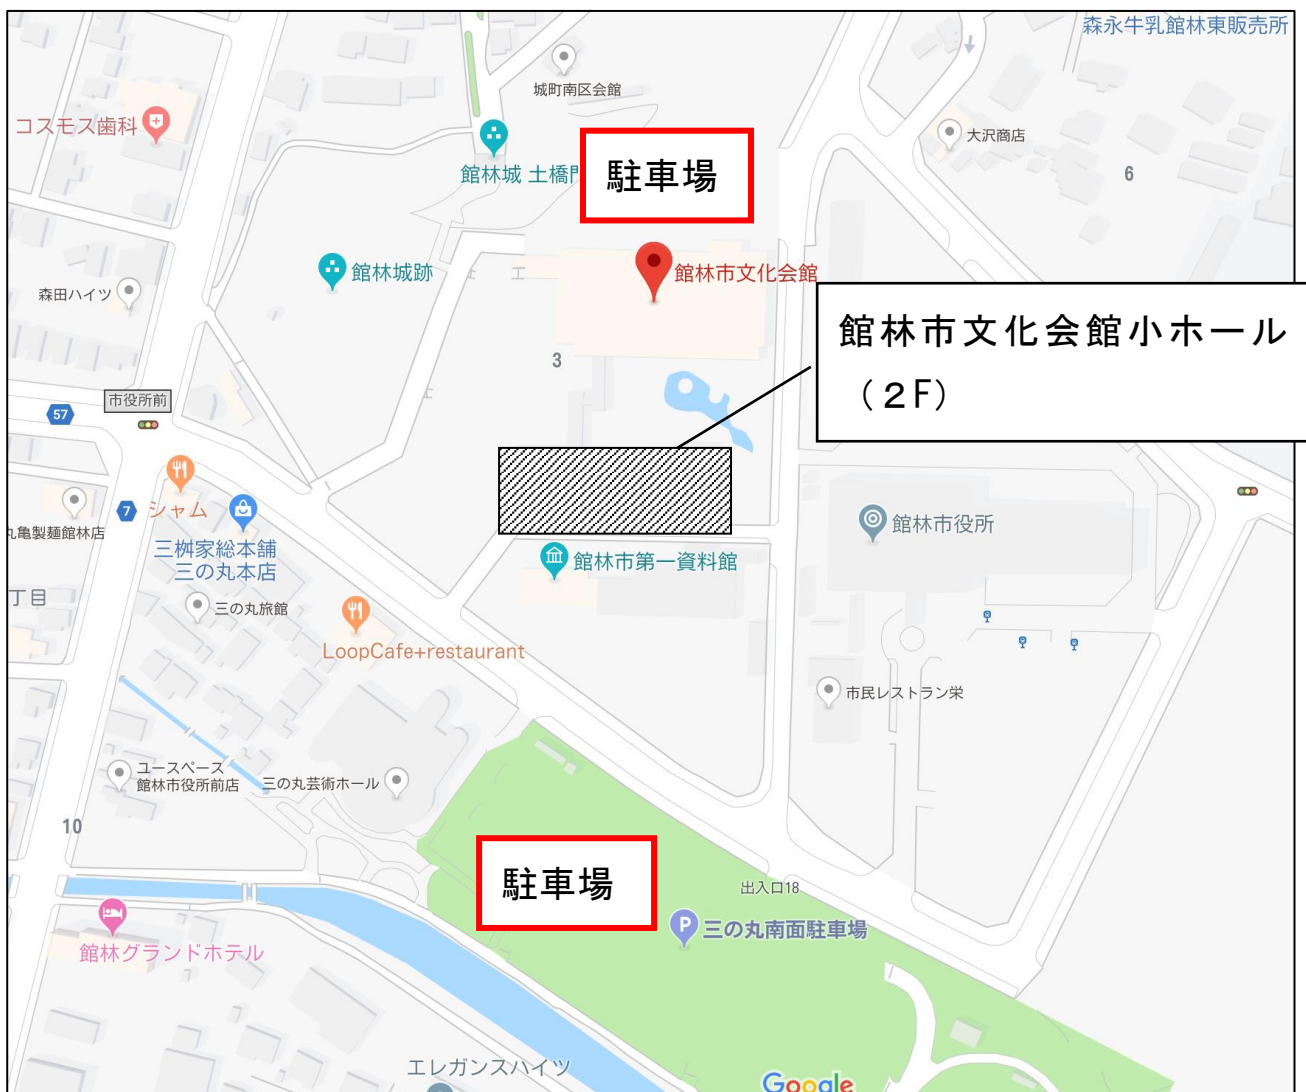 森永牛乳館林東販売所
城町南区会館
コスモス歯科
大沢商店
館林城 土橋門
駐車場
6
館林城跡
館林市文化会館
森田ハイツ
館林市文化会館小ホール
（２F）
3
市役所前
57
シャム
7
丸亀製麺館林店
三桝家総本舗
三の丸本店
館林市役所
館林市第一資料館
丁目
三の丸旅館
LoopCafe+restaurant
市民レストラン栄
ユースペース
館林市役所前店
三の丸芸術ホール
10
駐車場
出入口18
P
三の丸南面駐車場
館林グランドホテル
エレガンスハイツ
Google